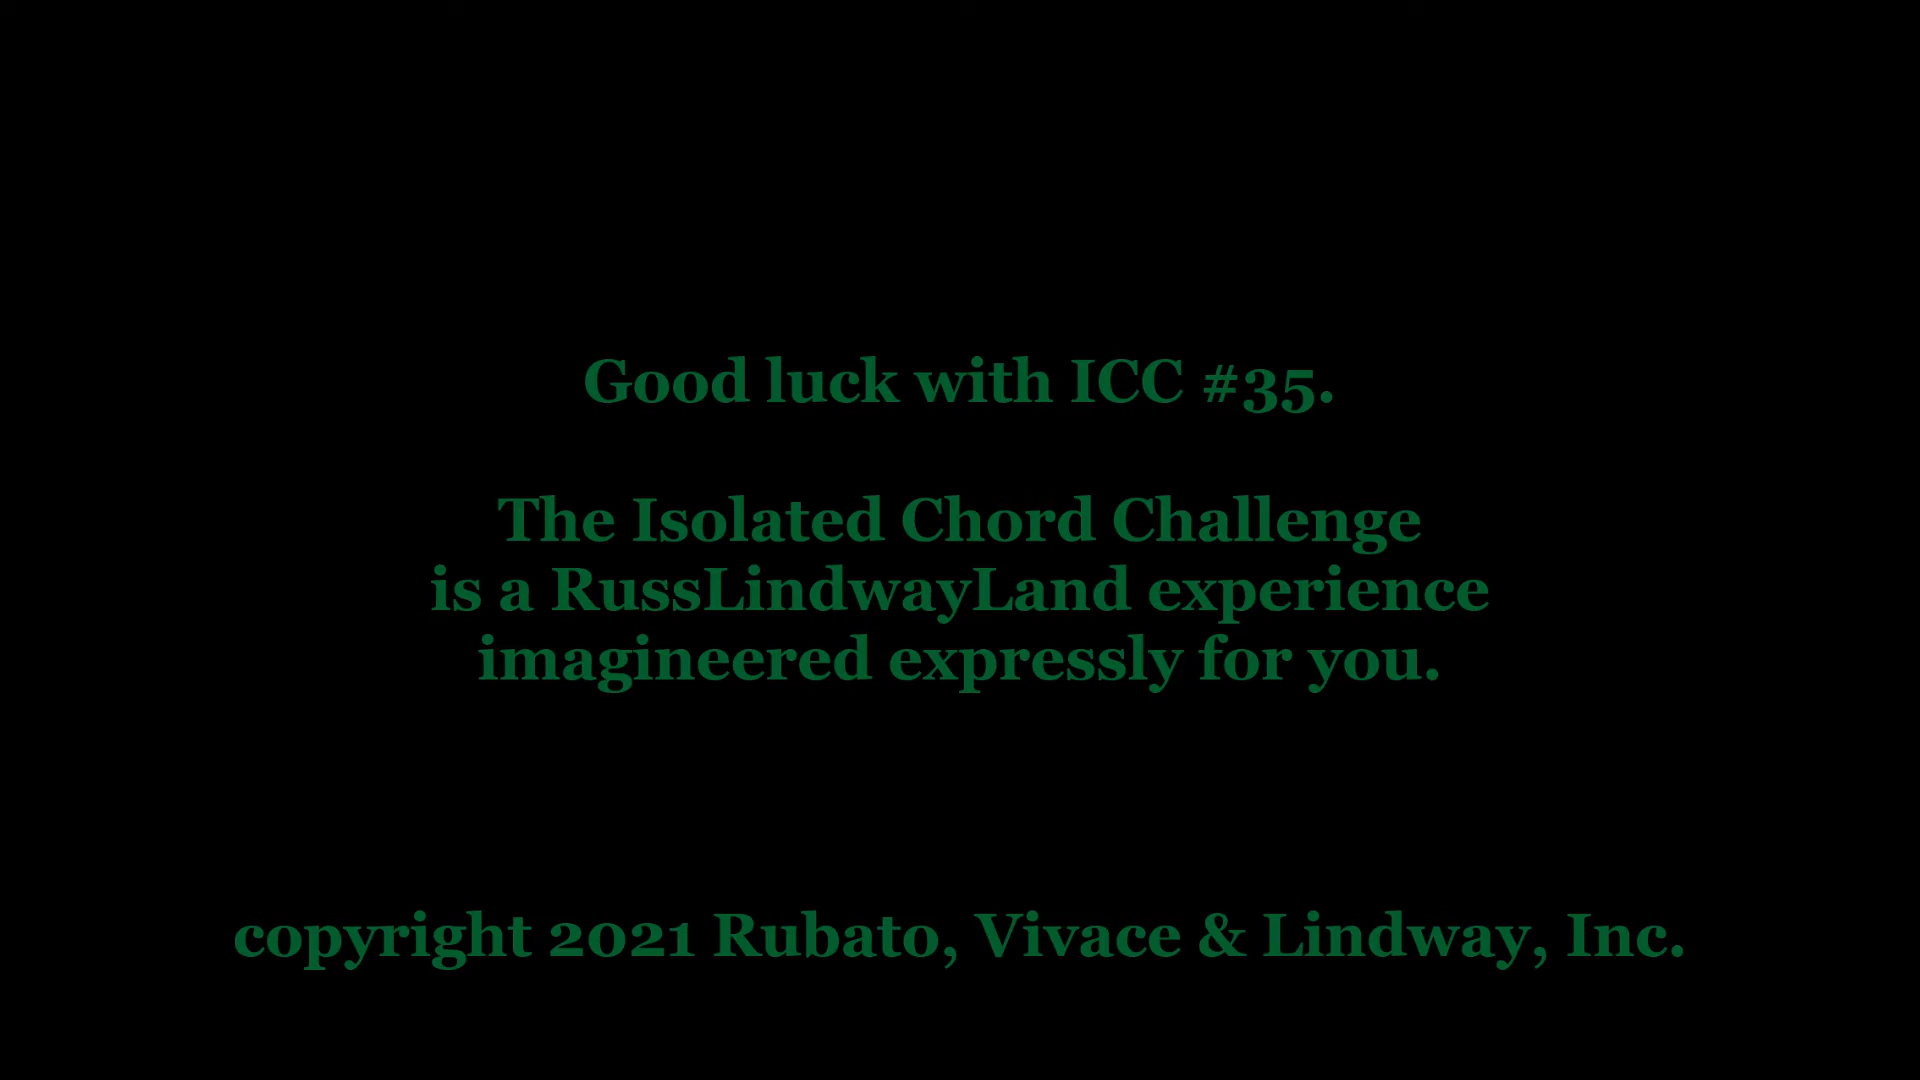 Good luck with ICC #35.
The Isolated Chord Challenge
is a RussLindwayLand experience
imagineered expressly for you.
copyright 2021 Rubato, Vivace & Lindway, Inc.